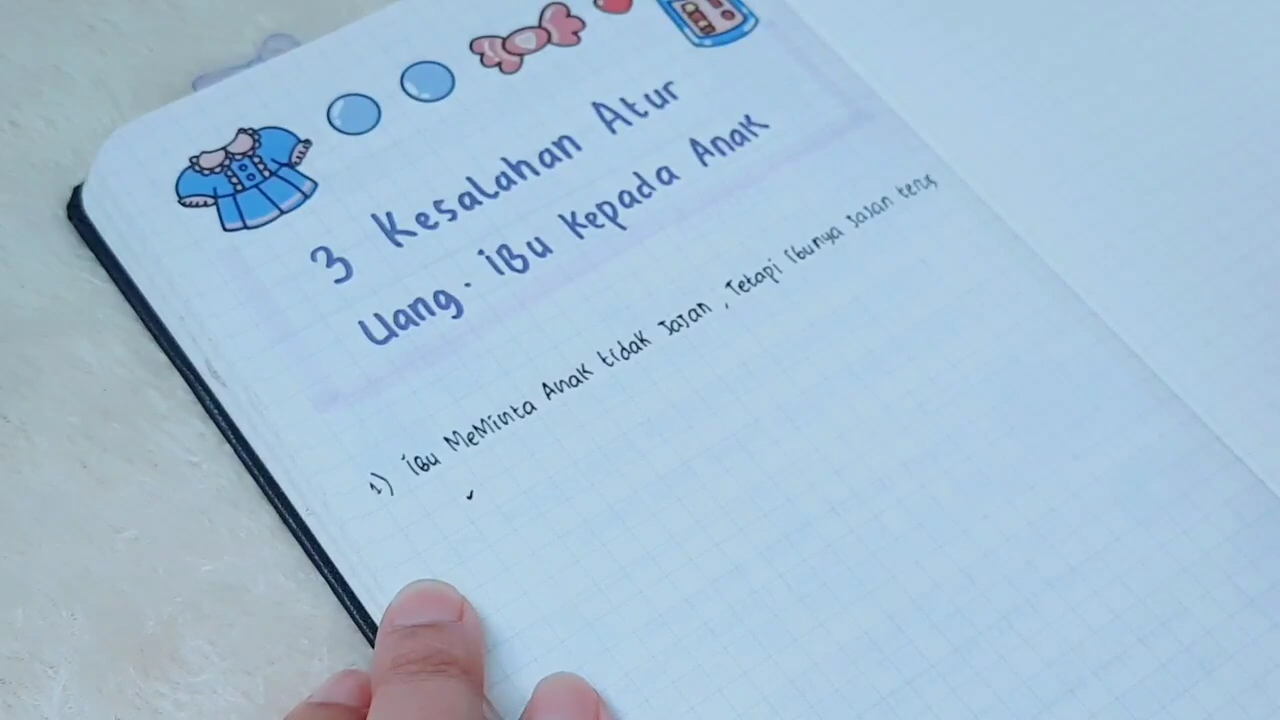 3 Kesalahan Atur
Uang. iBu Kepada Anak
1) iBu MeMinta Anak tidak JaJan, Tetapi ibunya JaJan terus